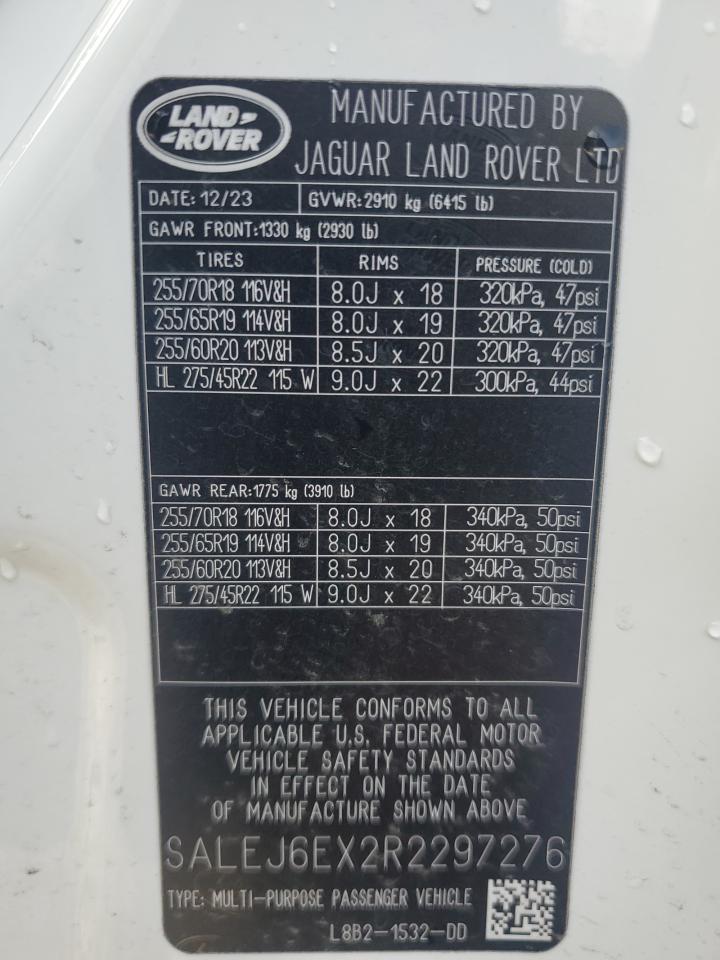 LAND ROVER
MANUFACTURED BY
JAGUAR LAND ROVER LTD
DATE: 12/23 GVWR:2910 kg (6415 lb)
GAWR FRONT:1330 kg (2930 lb)
TIRES RIMS PRESSURE (COLD)
255/70R18 116V&H 8.0J x 18 320kPa, 47psi
255/65R19 114V&H 8.0J x 19 320kPa, 47psi
255/60R20 113V&H 8.5J x 20 320kPa, 47psi
HL 275/45R22 115 W 9.0J x 22 300kPa, 44psi
GAWR REAR:1775 kg (3910 lb)
255/70R18 116V&H 8.0J x 18 340kPa, 50psi
255/65R19 114V&H 8.0J x 19 340kPa, 50psi
255/60R20 113V&H 8.5J x 20 340kPa, 50psi
HL 275/45R22 115 W 9.0J x 22 340kPa, 50psi
THIS VEHICLE CONFORMS TO ALL
APPLICABLE U.S. FEDERAL MOTOR
VEHICLE SAFETY STANDARDS
IN EFFECT ON THE DATE
OF MANUFACTURE SHOWN ABOVE
SALEJ6EX2R2297276
TYPE: MULTI-PURPOSE PASSENGER VEHICLE
L8B2-1532-DD